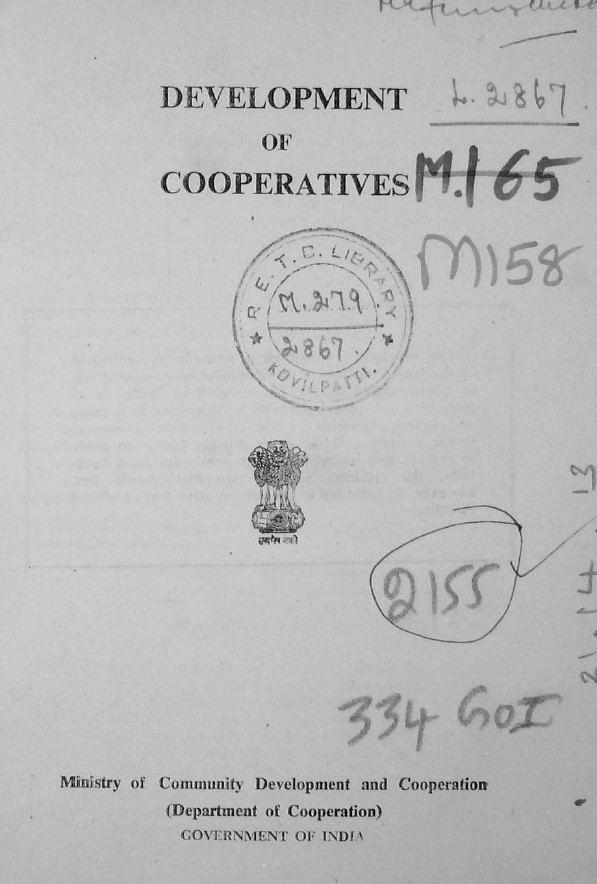 DEVELOPMENT
L. 2867
OF
COOPERATIVES
M.165
M158
R. E. T. C. LIBRARY
M. 279
2867.
KOVILPATTI.
सत्यमेव जयते
13
2155
334 GOI
Ministry of Community Development and Cooperation
(Department of Cooperation)
GOVERNMENT OF INDIA